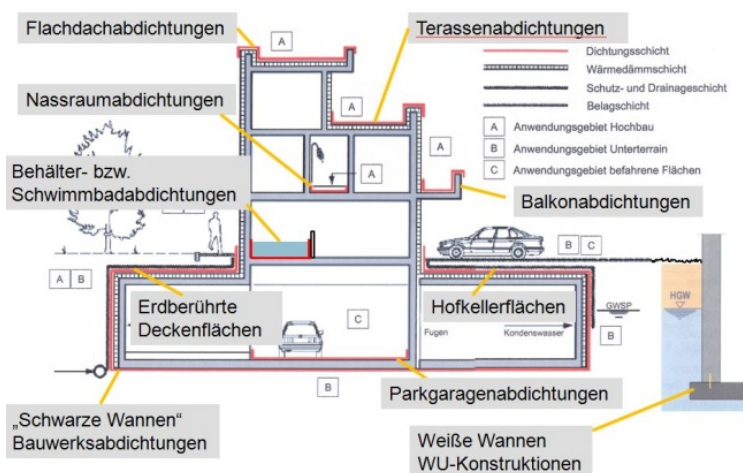 Flachdachabdichtungen
A
Terassenabdichtungen
Dichtungsschicht
Wärmedämmschicht
Schutz- und Drainageschicht
Belagschicht
Nassraumabdichtungen
A
A
Anwendungsgebiet Hochbau
B
Anwendungsgebiet Unterterrain
C
Anwendungsgebiet befahrene Flächen
A
A
Behälter- bzw.
Schwimmbadabdichtungen
Balkonabdichtungen
A B
B C
Erdberührte
Deckenflächen
Hofkellerflächen
HGW
GWSP
C
Fugen
Kondenswasser
B
B
Parkgaragenabdichtungen
„Schwarze Wannen“
Bauwerksabdichtungen
Weiße Wannen
WU-Konstruktionen